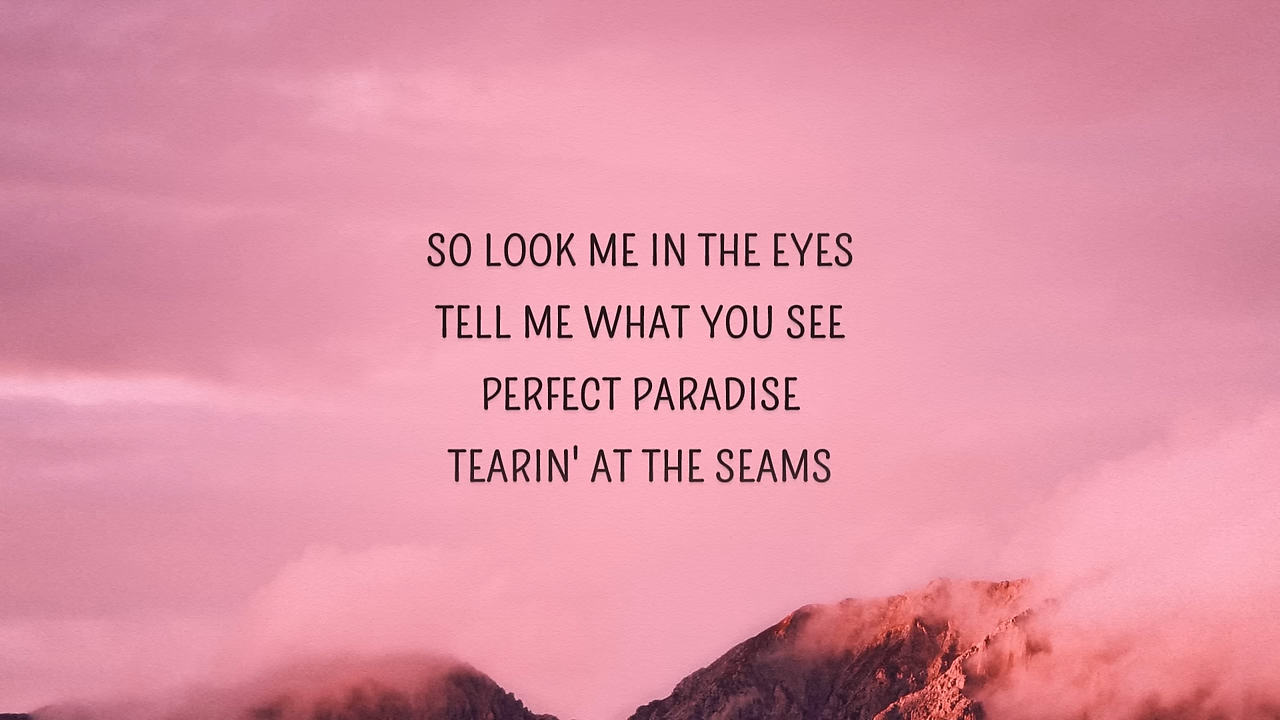 SO LOOK ME IN THE EYES
TELL ME WHAT YOU SEE
PERFECT PARADISE
TEARIN' AT THE SEAMS